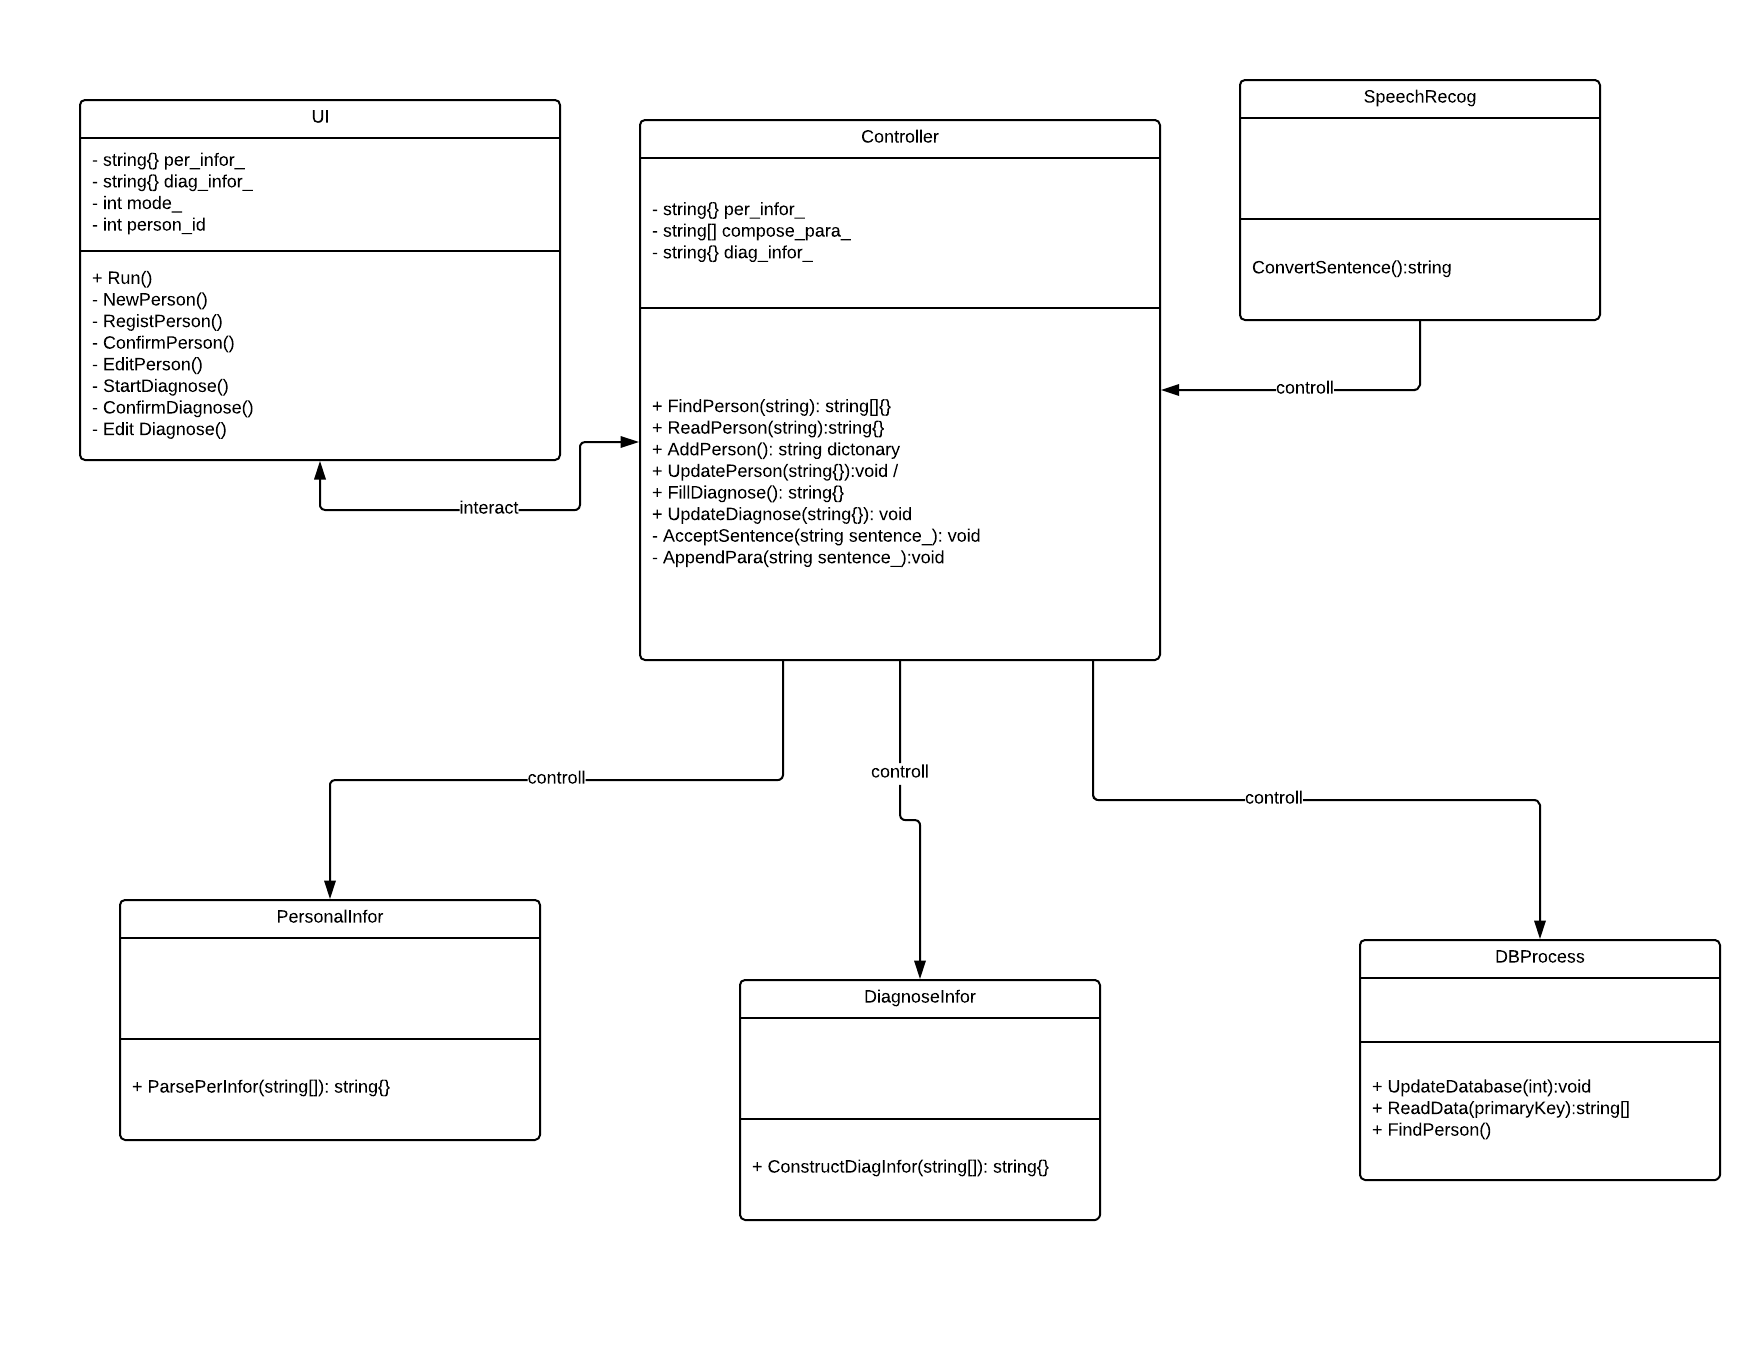 UI
- string{} per_infor_
- string{} diag_infor_
- int mode_
- int person_id
+ Run()
- NewPerson()
- RegistPerson()
- ConfirmPerson()
- EditPerson()
- StartDiagnose()
- ConfirmDiagnose()
- Edit Diagnose()
interact
Controller
- string{} per_infor_
- string[] compose_para_
- string{} diag_infor_
+ FindPerson(string): string[]{}
+ ReadPerson(string):string{}
+ AddPerson(): string dictonary
+ UpdatePerson(string{}):void /
+ FillDiagnose(): string{}
+ UpdateDiagnose(string{}): void
- AcceptSentence(string sentence_): void
- AppendPara(string sentence_):void
SpeechRecog
ConvertSentence():string
controll
controll
controll
controll
PersonalInfor
+ ParsePerInfor(string[]): string{}
DiagnoseInfor
+ ConstructDiagInfor(string[]): string{}
DBProcess
+ UpdateDatabase(int):void
+ ReadData(primaryKey):string[]
+ FindPerson()